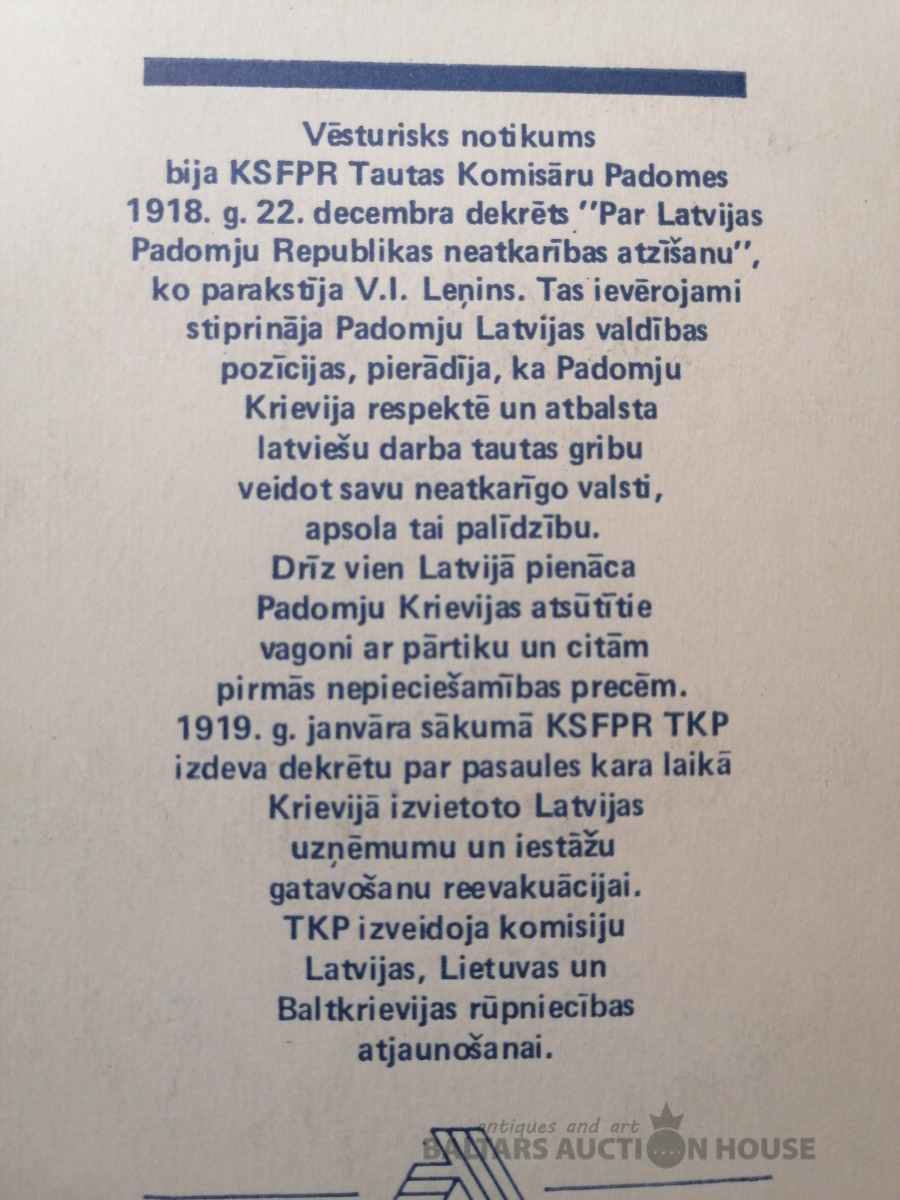 Vēsturisks notikums
bija KSFPR Tautas Komisāru Padomes
1918. g. 22. decembra dekrēts "Par Latvijas
Padomju Republikas neatkarības atzīšanu",
ko parakstīja V.I. Leņins. Tas ievērojami
stiprināja Padomju Latvijas valdības
pozīcijas, pierādīja, ka Padomju
Krievija respektē un atbalsta
latviešu darba tautas gribu
veidot savu neatkarīgo valsti,
apsola tai palīdzību.
Drīz vien Latvijā pienāca
Padomju Krievijas atsūtītie
vagoni ar pārtiku un citām
pirmās nepieciešamības precēm.
1919. g. janvāra sākumā KSFPR TKP
izdeva dekrētu par pasaules kara laikā
Krievijā izvietoto Latvijas
uzņēmumu un iestāžu
gatavošanu reevakuācijai.
TKP izveidoja komisiju
Latvijas, Lietuvas un
Baltkrievijas rūpniecības
atjaunošanai.
antiques and art
BALTARS AUCTION HOUSE